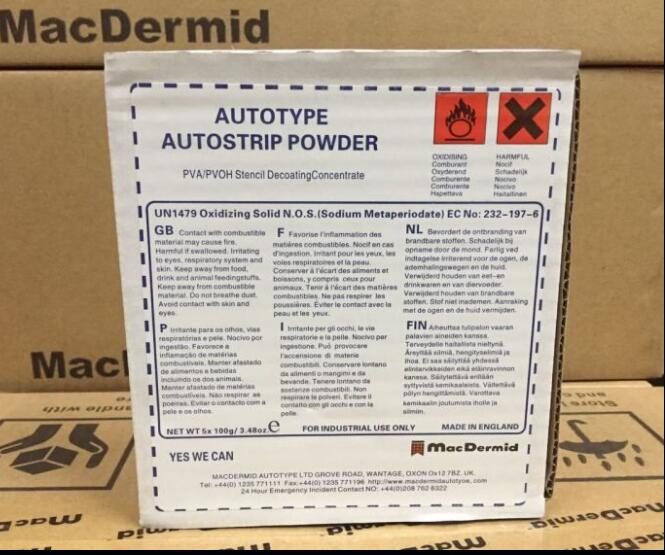 MacDermid
AUTOTYPE
AUTOSTRIP POWDER
PVA/PVOH Stencil DecoatingConcentrate
OXIDISING
Comburant
Oxyderend
Comburente
Comburente
Hapettava
HARMFUL
Nocif
Schadelijk
Nocivo
Nocivo
Haitallinen
UN1479 Oxidizing Solid N.O.S.(Sodium Metaperiodate) EC No: 232-197-6
GB Contact with combustible
material may cause fire.
Harmful if swallowed. Irritating
to eyes, respiratory system and
skin. Keep away from food,
drink and animal feedingstuffs.
Keep away from combustible
material. Do not breathe dust.
Avoid contact with skin and
eyes.
F Favorise l'inflammation des
matières combustibles. Nocif en cas
d'ingestion. Irritant pour les yeux, les
voies respiratoires et la peau.
Conserver à l'écart des aliments et
boissons, y compris ceux pour
animaux. Tenir à l'écart des matières
combustibles. Ne pas respirer les
poussières. Eviter le contact avec la
peau et les yeux.
NL Bevordert de ontbranding van
brandbare stoffen. Schadelijk bij
opname door de mond.
indtagelse Irriterend voor de ogen, de
ademhalingswegen en de huid.
Verwijderd houden van eet-en
drinkwaren en van diervoeder.
Verwijderd houden van brandbare
stoffen. Stof niet inademen. Aanraking
met de ogen en de huid vermijden.
P Irritante para os olhos, vias
respiratórias e pele. Nocivo por
ingestão. Favorece a
inflamação de matérias
combustíveis. Manter afastado
de alimentos e bebidas
incluindo os dos animais.
Manter afastado de matérias
combustíveis. Não respirar as
poeiras. Evitar o contacto com a
pele e os olhos.
I Irritante per gli occhi, le vie
respiratorie e la pelle. Nocivo per
ingestione. Può provocare
l'accensione di materie
combustibili. Conservare lontano
da alimenti o mangimi e da
bevande. Tenere lontano da
sostanze combustibili. Non
respirare le polveri. Evitare il
contatto con gli occhi e con la
pelle.
FIN Aiheuttaa tulipalon vaaran
palavien aineiden kanssa.
Terveydelle haitallista nieltynä.
Ärsyttää silmiä, hengityselimiä ja
ihoa. Ei saa säilyttää yhdessä
elintarvikkeiden eikä eläinravinnon
kanssa. Säilytettävä erillään
syttyvistä kemikaaleista. Vältettävä
pölyn hengittämistä. Varottava
kemikaalin joutumista iholle ja
silmiin.
NET WT 5x 100g/ 3.48oz. e
FOR INDUSTRIAL USE ONLY
MADE IN ENGLAND
YES WE CAN
MacDermid
MACDERMID AUTOTYPE LTD GROVE ROAD, WANTAGE, OXON Ox12 7BZ. UK.
Tel: +44(0) 1235 771111 Fax:+44(0) 1235 771196 http://www.macdermidautotyoe, com
24 Hour Emergency Incident Contact NO: +44(0)208 762 8322